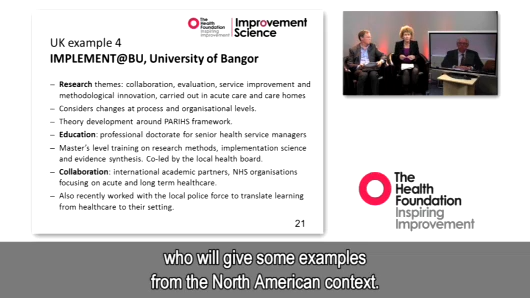 The
Health
Foundation
Inspiring
Improvement
Improvement
Science
UK example 4
IMPLEMENT@BU, University of Bangor
– Research themes: collaboration, evaluation, service improvement and
methodological innovation, carried out in acute care and care homes
– Considers changes at process and organisational levels.
– Theory development around PARIHS framework.
– Education: professional doctorate for senior health service managers
– Master's level training on research methods, implementation science
and evidence synthesis. Co-led by the local health board.
– Collaboration: international academic partners, NHS organisations
focusing on acute and long term healthcare.
– Also recently worked with the local police force to translate learning
from healthcare to their setting.
21
The
Health
Foundation
Inspiring
Improvement
who will give some examples
from the North American context.